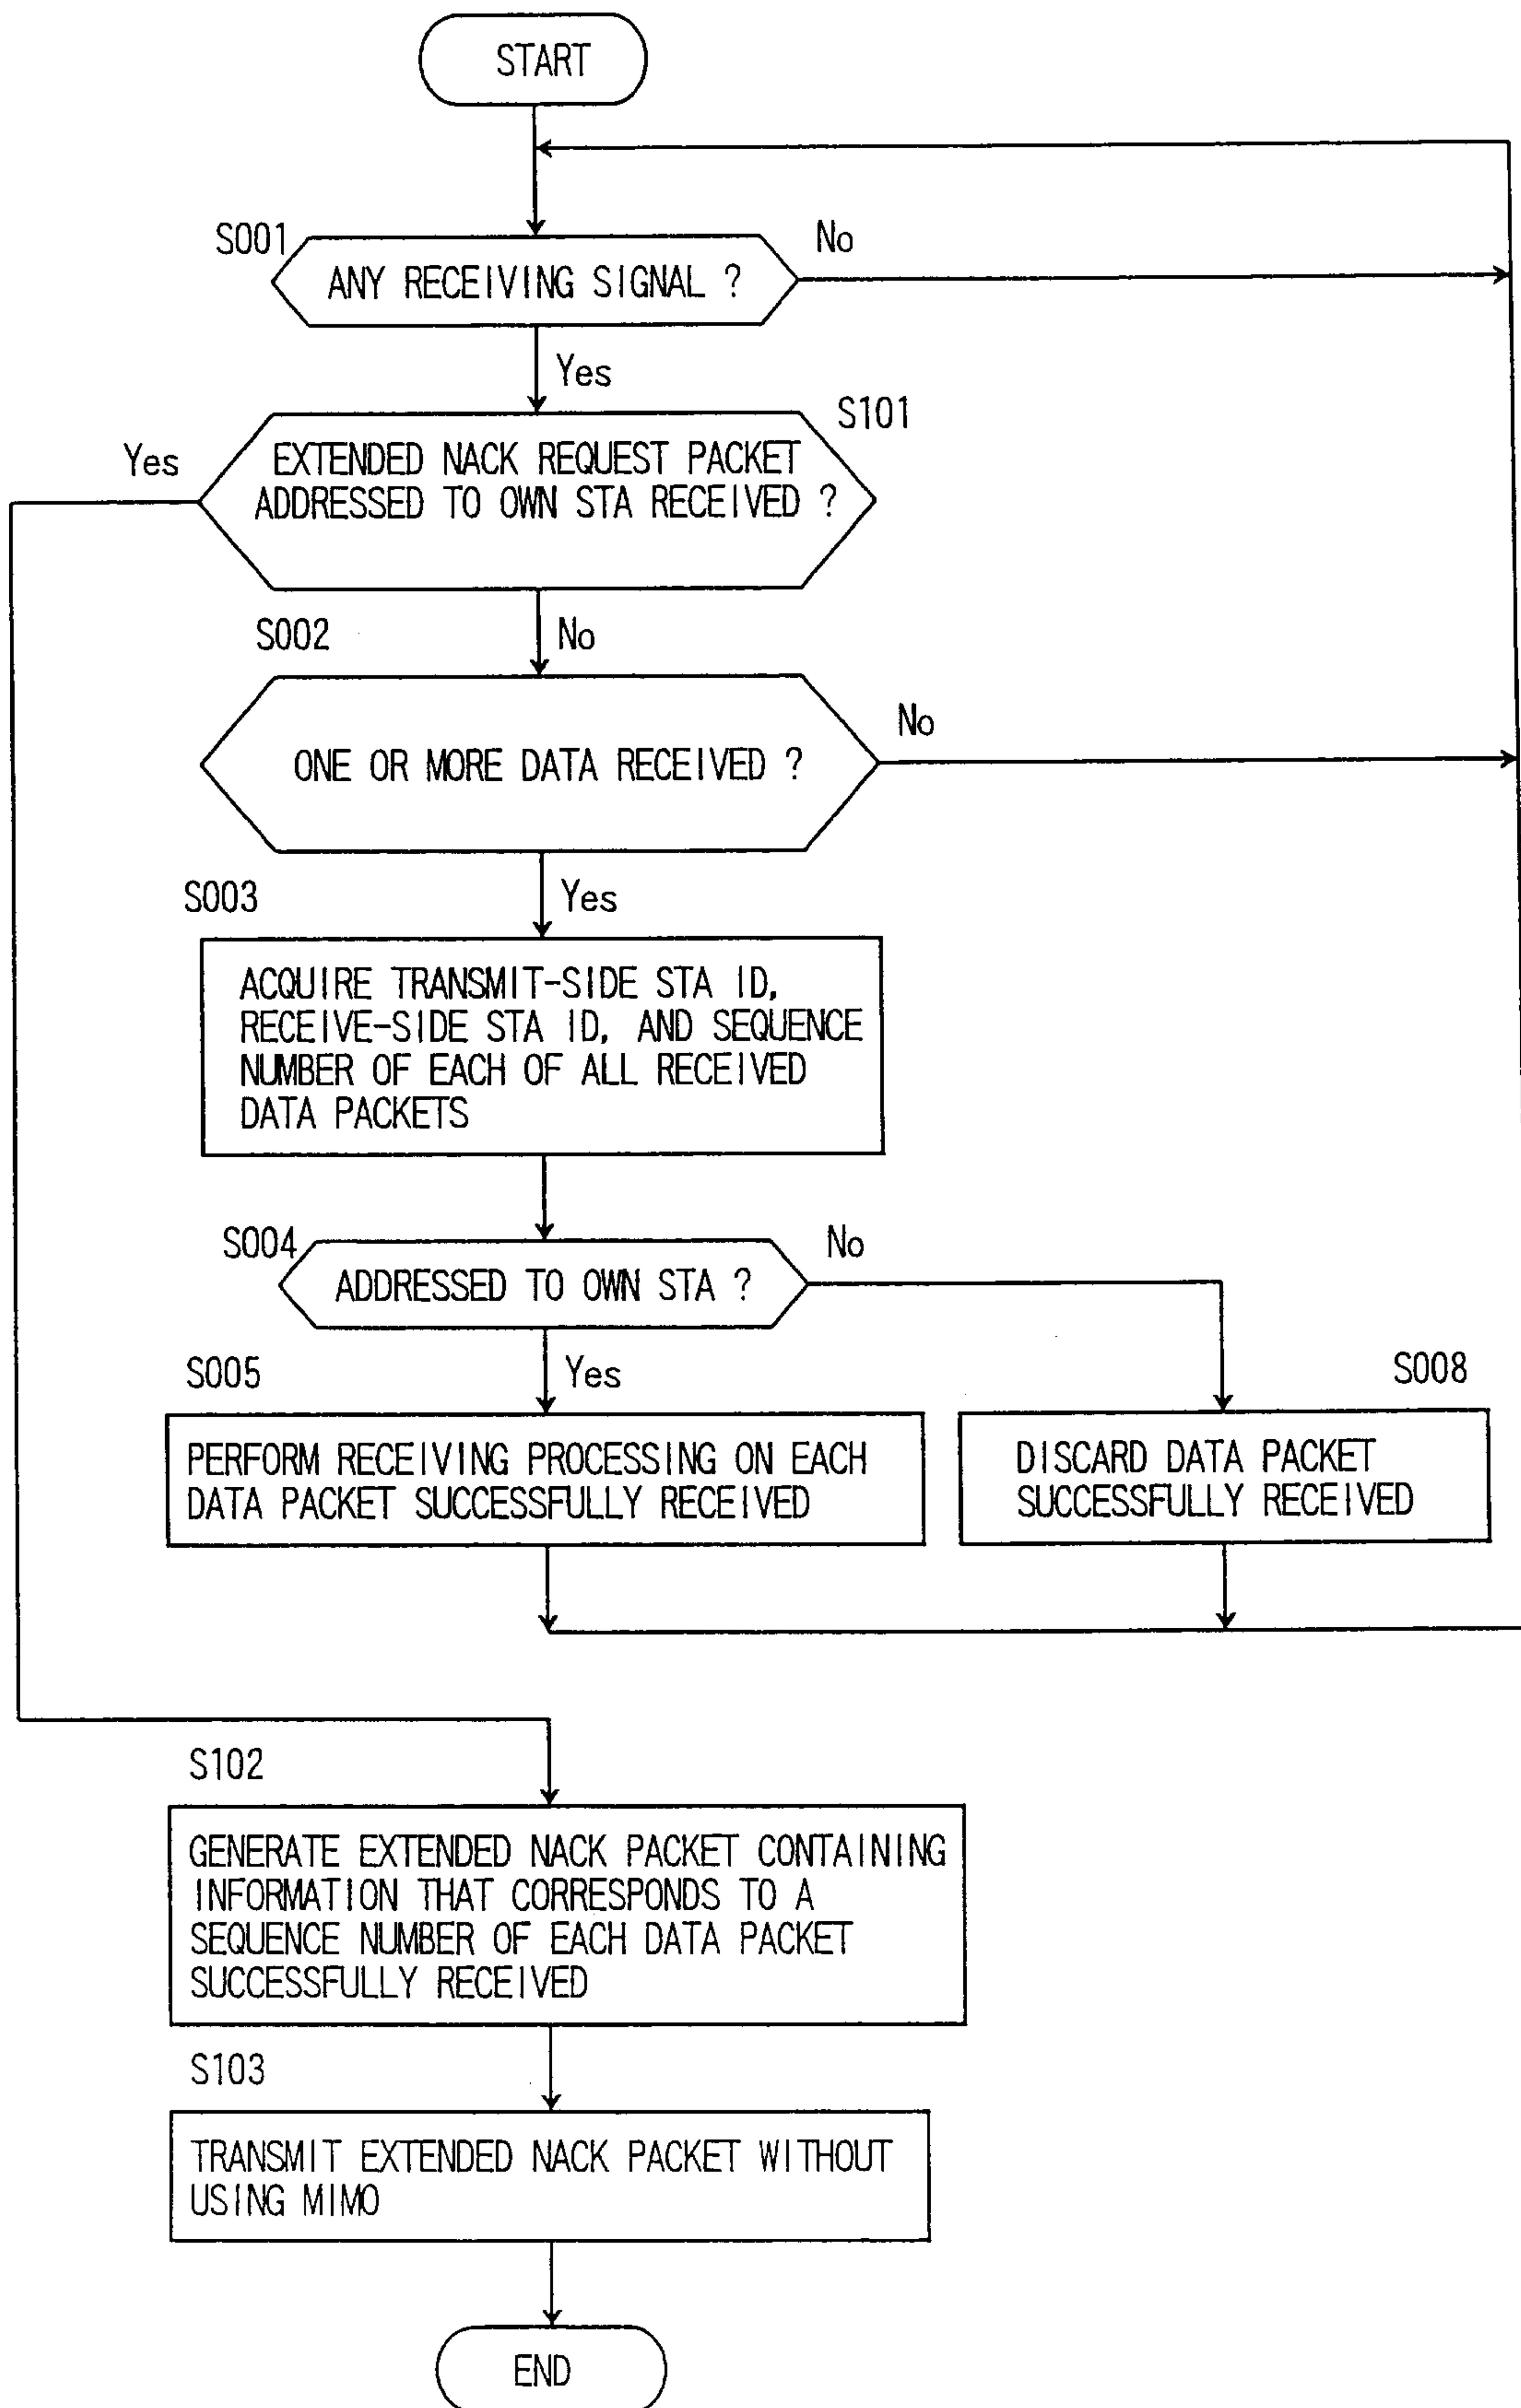 START
S001
No
ANY RECEIVING SIGNAL ?
Yes
S101
Yes
EXTENDED NACK REQUEST PACKET
ADDRESSED TO OWN STA RECEIVED ?
S002
No
No
ONE OR MORE DATA RECEIVED ?
S003
Yes
ACQUIRE TRANSMIT-SIDE STA ID,
RECEIVE-SIDE STA ID, AND SEQUENCE
NUMBER OF EACH OF ALL RECEIVED
DATA PACKETS
S004
No
ADDRESSED TO OWN STA ?
S005
Yes
S008
PERFORM RECEIVING PROCESSING ON EACH
DATA PACKET SUCCESSFULLY RECEIVED
DISCARD DATA PACKET
SUCCESSFULLY RECEIVED
S102
GENERATE EXTENDED NACK PACKET CONTAINING
INFORMATION THAT CORRESPONDS TO A
SEQUENCE NUMBER OF EACH DATA PACKET
SUCCESSFULLY RECEIVED
S103
TRANSMIT EXTENDED NACK PACKET WITHOUT
USING MIMO
END